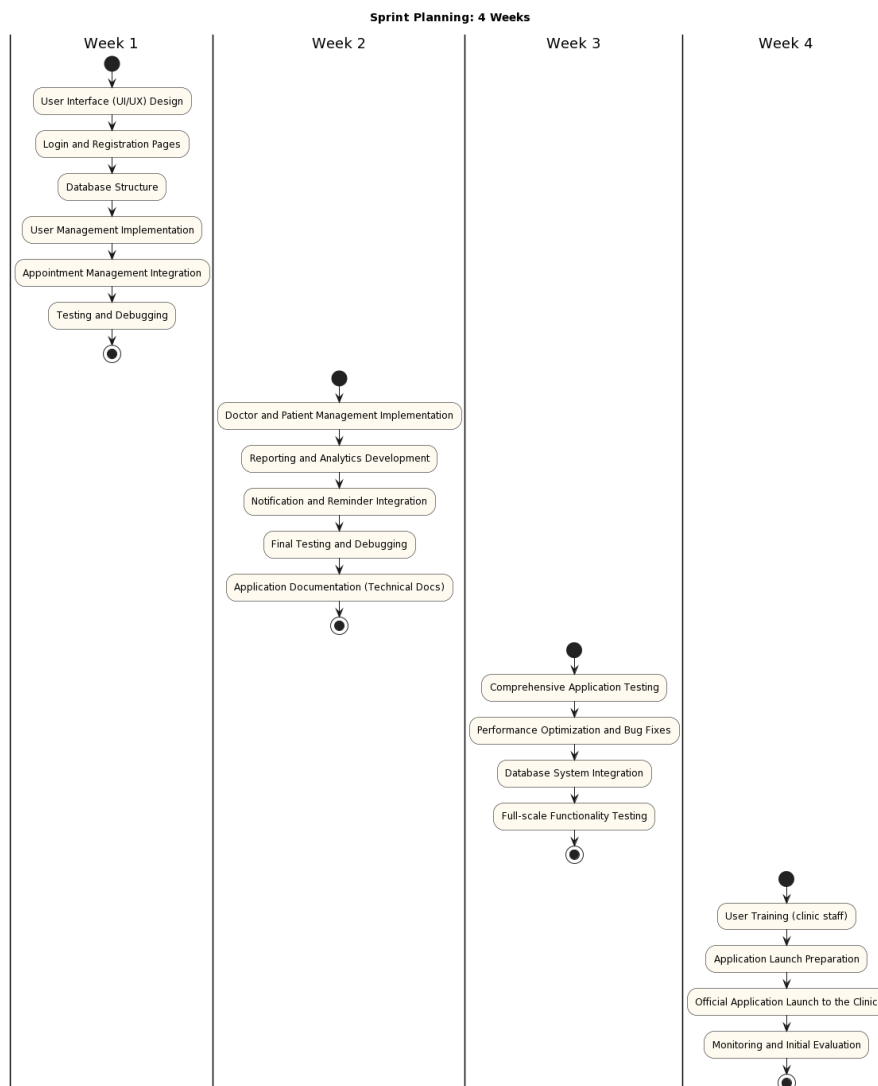 Sprint Planning: 4 Weeks
Week 1
Week 2
Week 3
Week 4
User Interface (UI/UX) Design
Login and Registration Pages
Database Structure
User Management Implementation
Appointment Management Integration
Testing and Debugging
Doctor and Patient Management Implementation
Reporting and Analytics Development
Notification and Reminder Integration
Final Testing and Debugging
Application Documentation (Technical Docs)
Comprehensive Application Testing
Performance Optimization and Bug Fixes
Database System Integration
Full-scale Functionality Testing
User Training (clinic staff)
Application Launch Preparation
Official Application Launch to the Clinic
Monitoring and Initial Evaluation